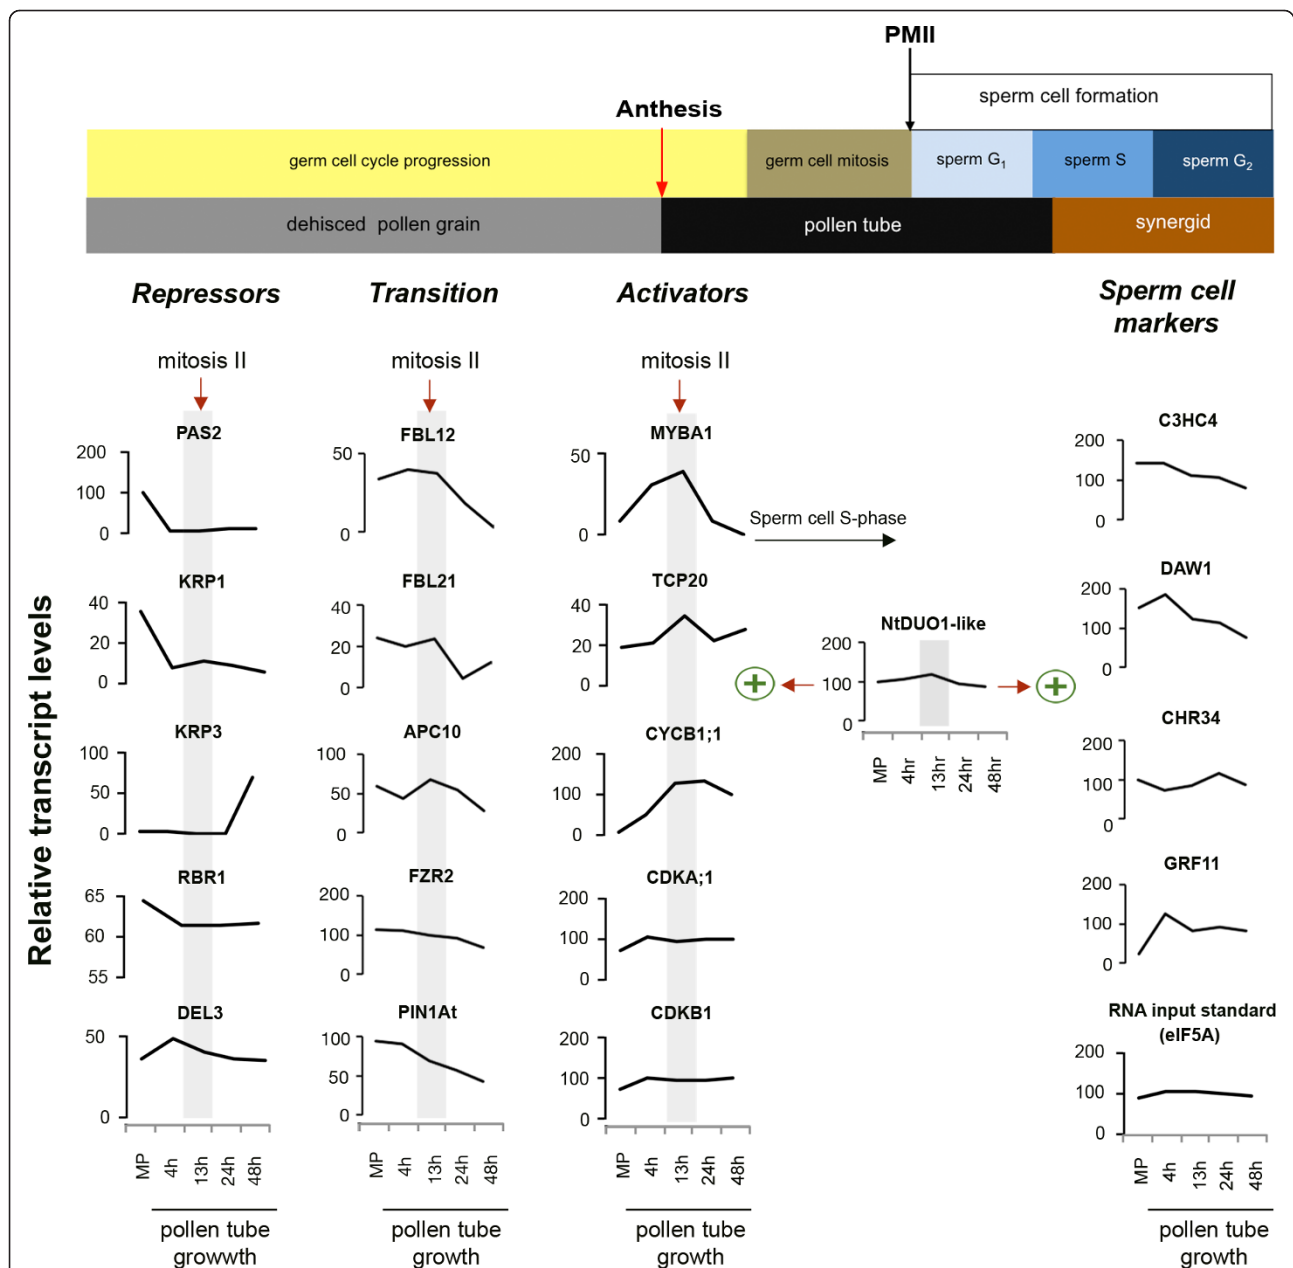 PMII
sperm cell formation
Anthesis
germ cell cycle progression
germ cell mitosis
sperm G1
sperm S
sperm G2
dehisced pollen grain
pollen tube
synergid
Repressors
Transition
Activators
Sperm cell
markers
Relative transcript levels
mitosis II
PAS2
200
100
0
KRP1
40
20
0
KRP3
100
50
0
RBR1
65
60
55
DEL3
50
0
MP
4h
13h
24h
48h
pollen tube
growwth
mitosis II
FBL12
50
0
FBL21
40
20
0
APC10
100
50
0
FZR2
200
100
0
PIN1At
100
50
0
MP
4h
13h
24h
48h
pollen tube
growth
mitosis II
MYBA1
50
0
Sperm cell S-phase
TCP20
40
20
0
CYCB1;1
200
100
0
CDKA;1
200
100
0
CDKB1
200
100
0
MP
4h
13h
24h
48h
pollen tube
growth
NtDUO1-like
200
100
0
MP
4hr
13hr
24hr
48hr
C3HC4
200
100
0
DAW1
200
100
0
CHR34
200
100
0
GRF11
200
100
0
RNA input standard
(eIF5A)
200
100
0
MP
4h
13h
24h
48h
pollen tube
growth